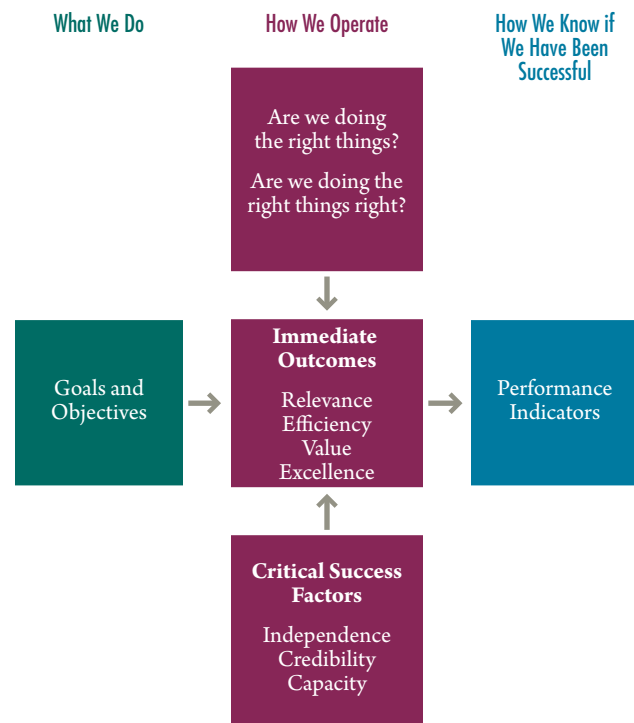 What We Do
How We Operate
How We Know if
We Have Been
Successful
Are we doing
the right things?
Are we doing the
right things right?
Goals and
Objectives
Immediate
Outcomes
Relevance
Efficiency
Value
Excellence
Performance
Indicators
Critical Success
Factors
Independence
Credibility
Capacity